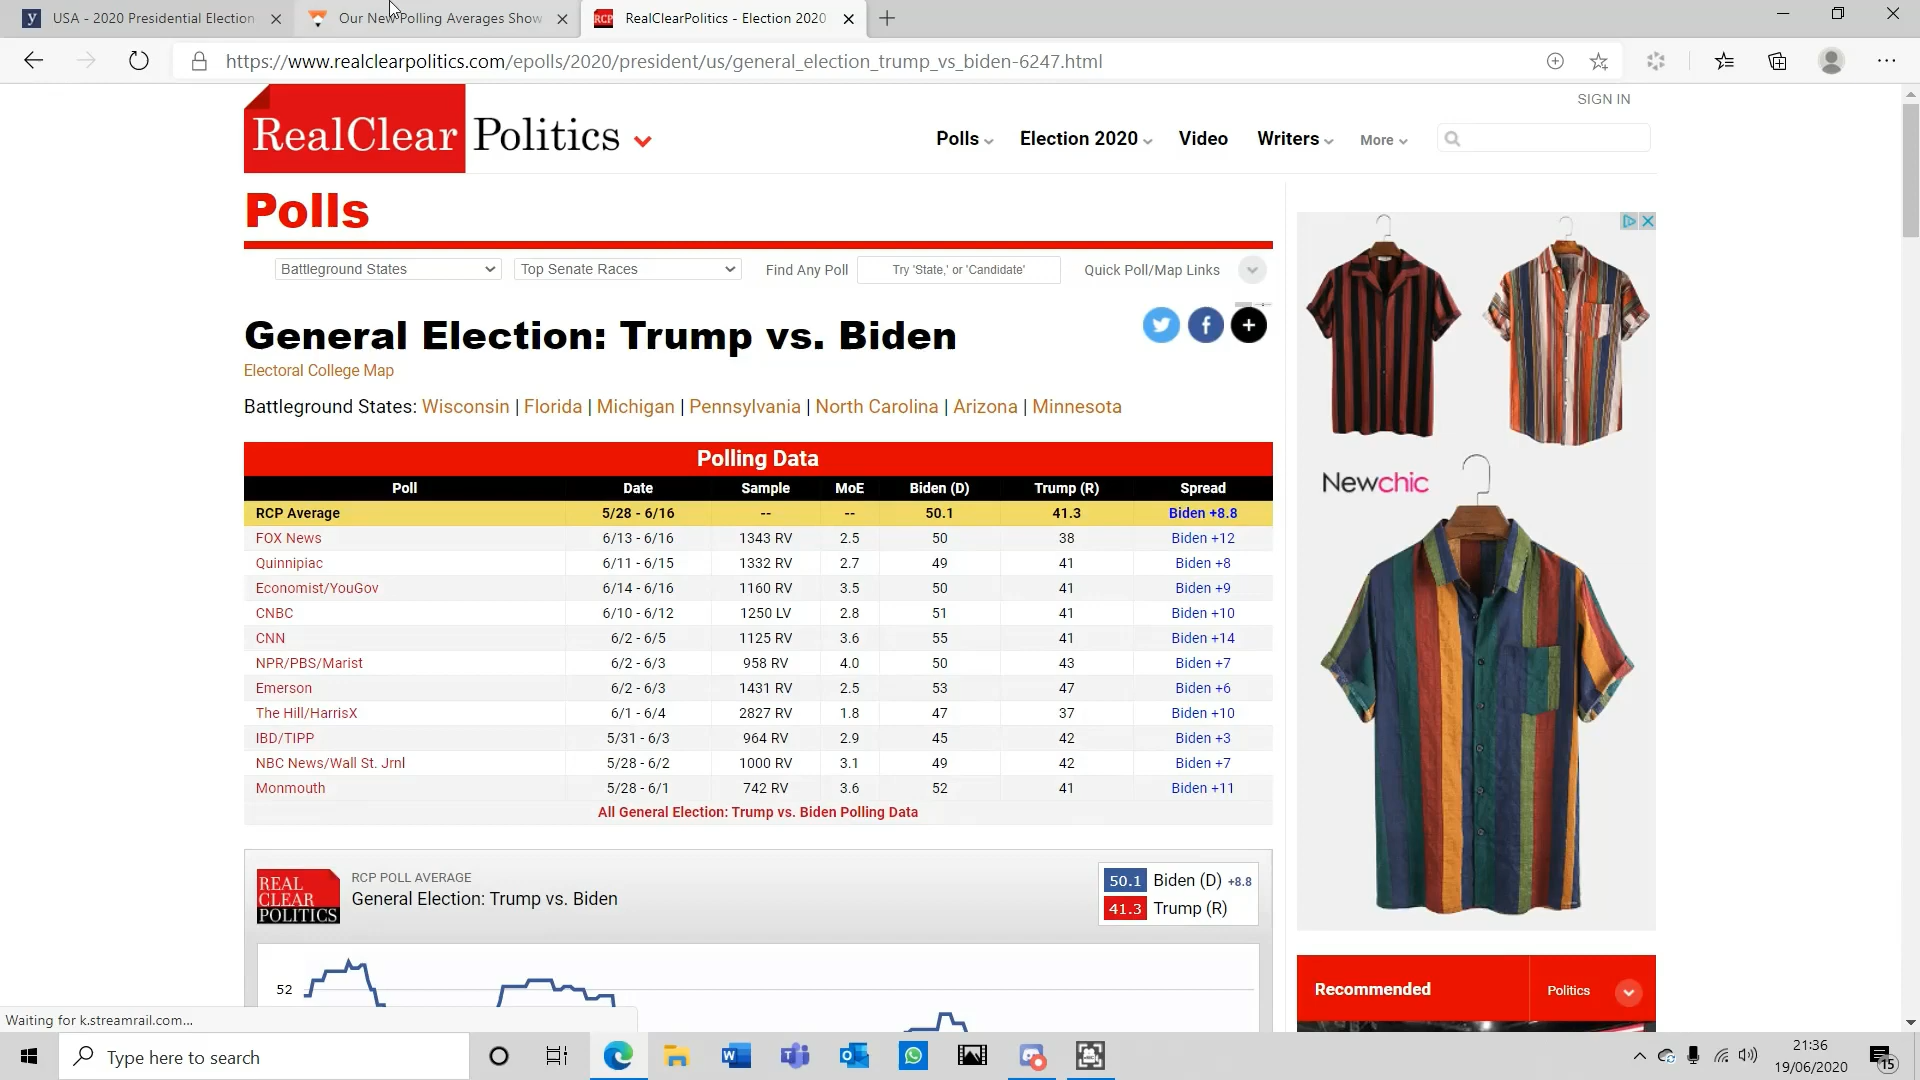 USA - 2020 Presidential Election
Our New Polling Averages Show
RealClearPolitics - Election 2020
https://www.realclearpolitics.com/epolls/2020/president/us/general_election_trump_vs_biden-6247.html
SIGN IN
RealClear Politics
Polls
Election 2020
Video
Writers
More
Polls
Battleground States
Top Senate Races
Find Any Poll
Try 'State,' or 'Candidate'
Quick Poll/Map Links
General Election: Trump vs. Biden
Electoral College Map
Battleground States: Wisconsin | Florida | Michigan | Pennsylvania | North Carolina | Arizona | Minnesota
Polling Data
Poll Date Sample MoE Biden (D) Trump (R) Spread
RCP Average 5/28 - 6/16 -- -- 50.1 41.3 Biden +8.8
FOX News 6/13 - 6/16 1343 RV 2.5 50 38 Biden +12
Quinnipiac 6/11 - 6/15 1332 RV 2.7 49 41 Biden +8
Economist/YouGov 6/14 - 6/16 1160 RV 3.5 50 41 Biden +9
CNBC 6/10 - 6/12 1250 LV 2.8 51 41 Biden +10
CNN 6/2 - 6/5 1125 RV 3.6 55 41 Biden +14
NPR/PBS/Marist 6/2 - 6/3 958 RV 4.0 50 43 Biden +7
Emerson 6/2 - 6/3 1431 RV 2.5 53 47 Biden +6
The Hill/HarrisX 6/1 - 6/4 2827 RV 1.8 47 37 Biden +10
IBD/TIPP 5/31 - 6/3 964 RV 2.9 45 42 Biden +3
NBC News/Wall St. Jrnl 5/28 - 6/2 1000 RV 3.1 49 42 Biden +7
Monmouth 5/28 - 6/1 742 RV 3.6 52 41 Biden +11
All General Election: Trump vs. Biden Polling Data
Newchic
REAL
CLEAR
POLITICS
RCP POLL AVERAGE
General Election: Trump vs. Biden
50.1 Biden (D) +8.8
41.3 Trump (R)
52
Recommended
Politics
Waiting for k.streamrail.com...
Type here to search
21:36
19/06/2020
15